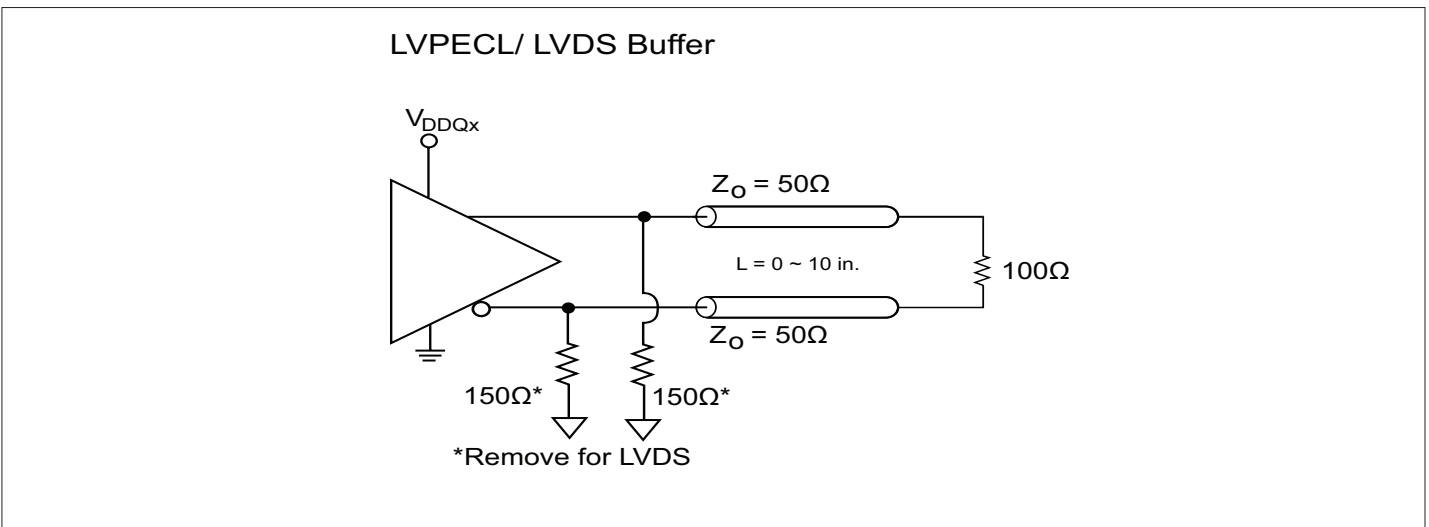 LVPECL/ LVDS Buffer
VDDQx
ZO = 50Ω
L = 0 ~ 10 in.
100Ω
ZO = 50Ω
150Ω*
150Ω*
*Remove for LVDS